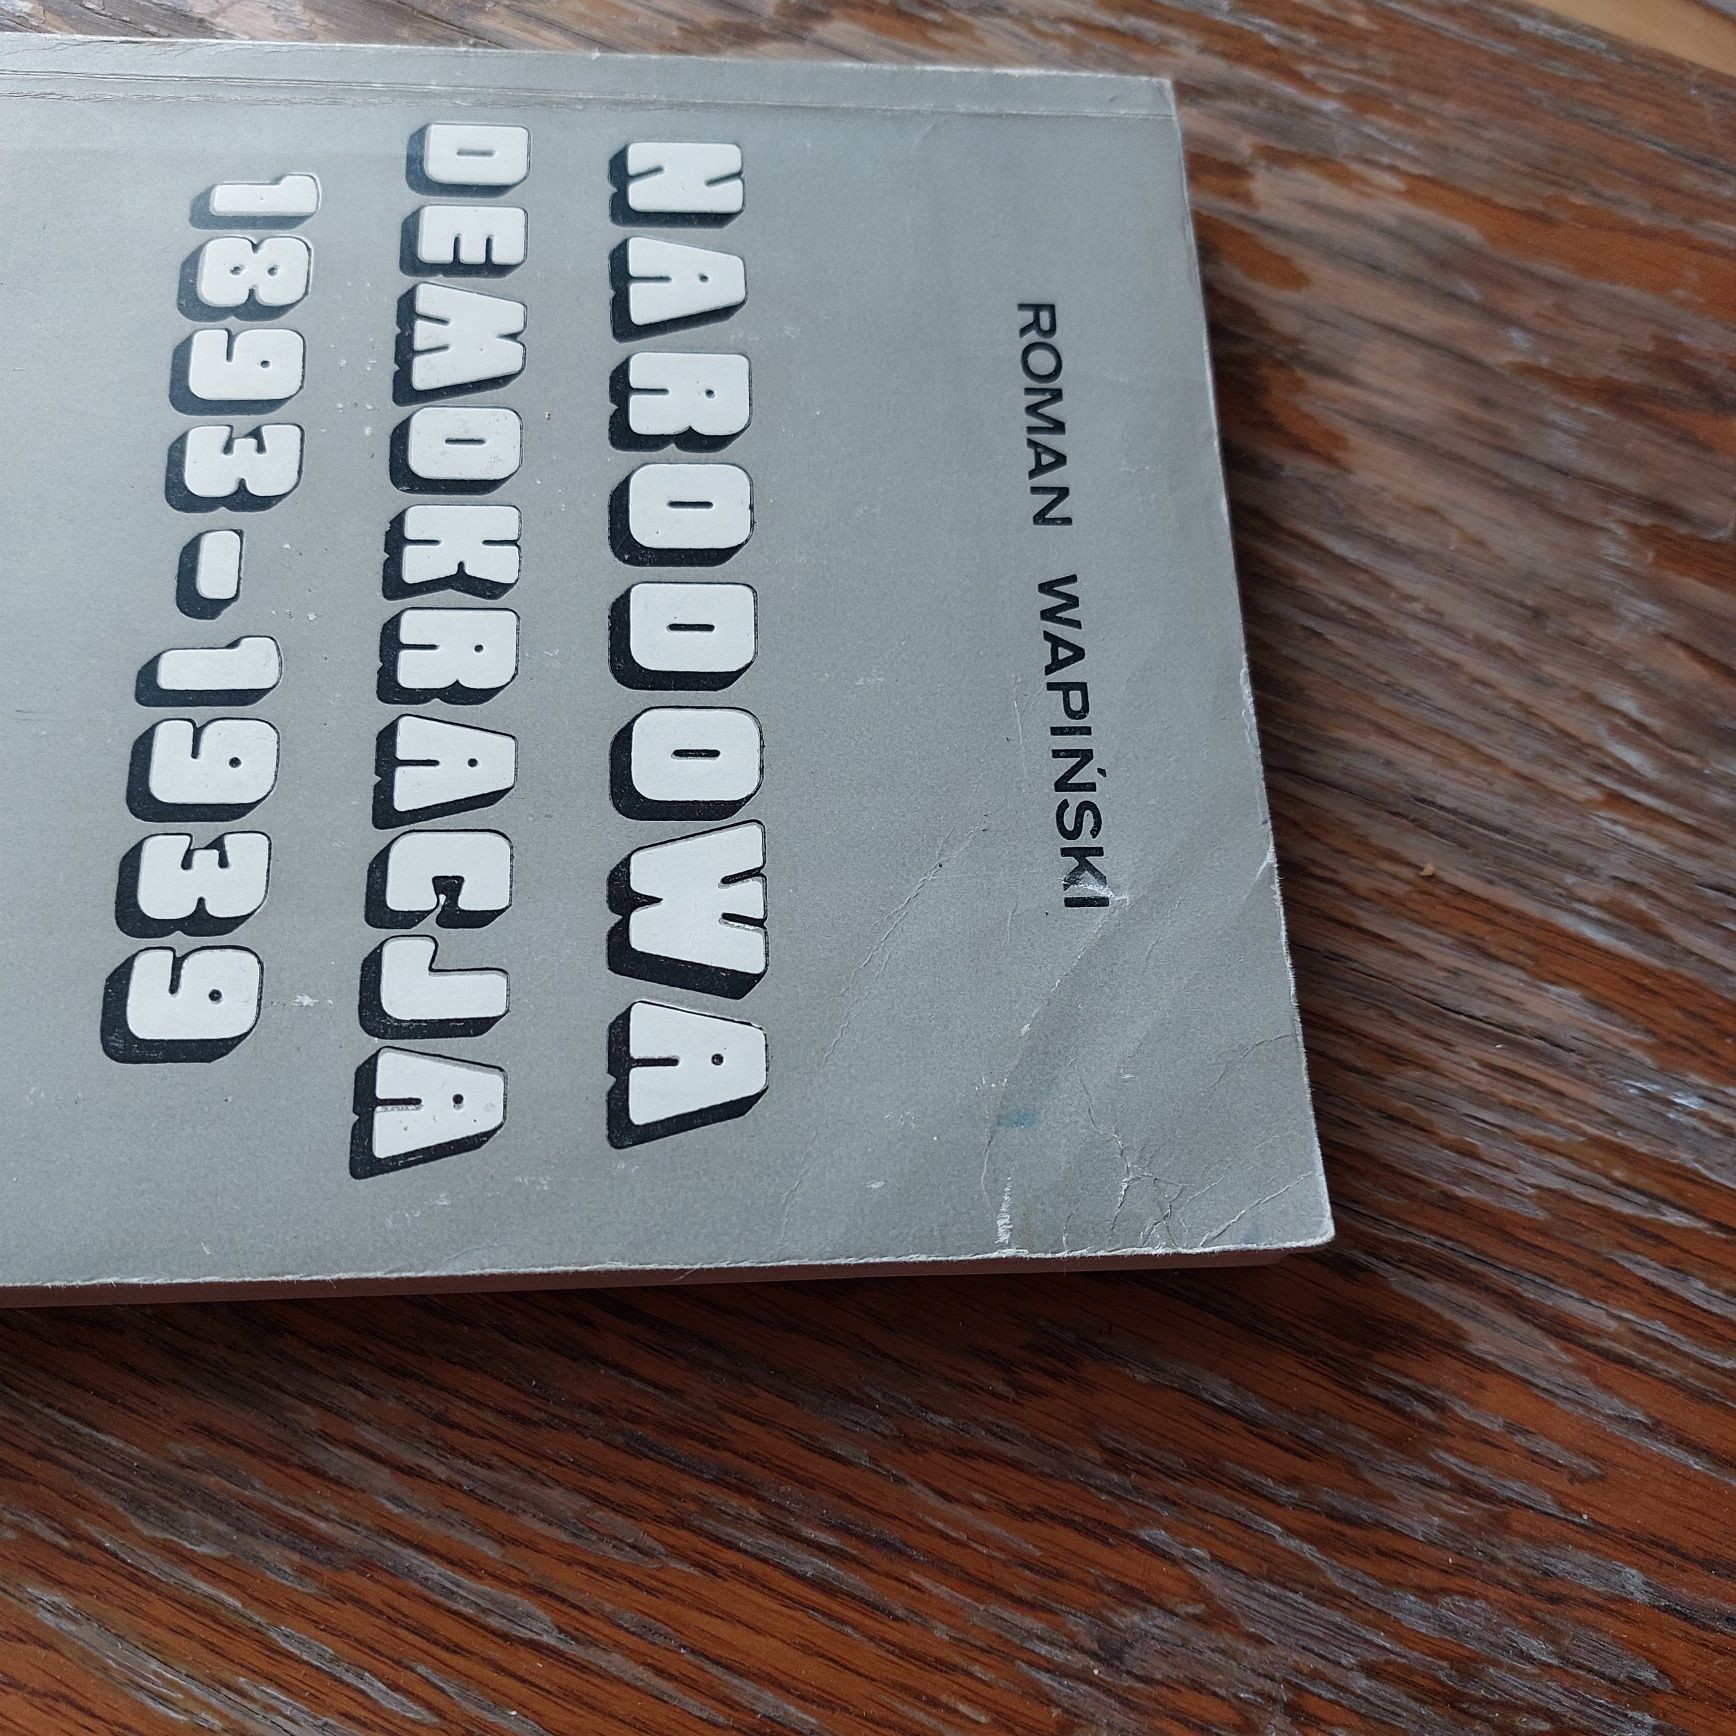 ROMAN WAPIŃSKI
NARODOWA
DEMOKRACJA
1893-1939